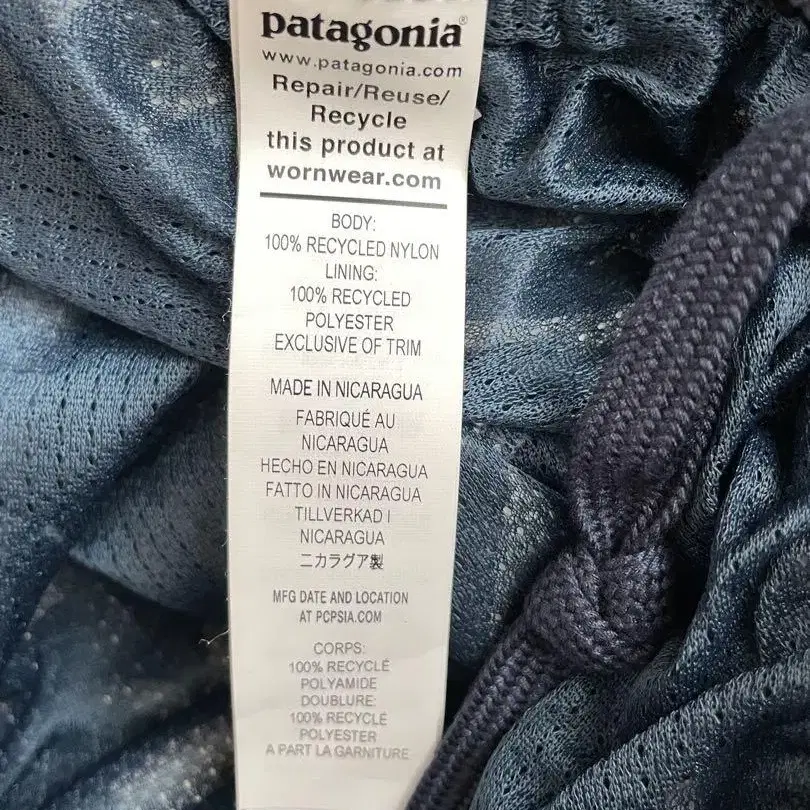 patagonia®
www.patagonia.com
Repair/Reuse/
Recycle
this product at
wornwear.com
BODY:
100% RECYCLED NYLON
LINING:
100% RECYCLED
POLYESTER
EXCLUSIVE OF TRIM
MADE IN NICARAGUA
FABRIQUÉ AU
NICARAGUA
HECHO EN NICARAGUA
FATTO IN NICARAGUA
TILLVERKAD I
NICARAGUA
ニカラグア製
MFG DATE AND LOCATION
AT PCPSIA.COM
CORPS:
100% RECYCLÉ
POLYAMIDE
DOUBLURE:
100% RECYCLÉ
POLYESTER
A PART LA GARNITURE